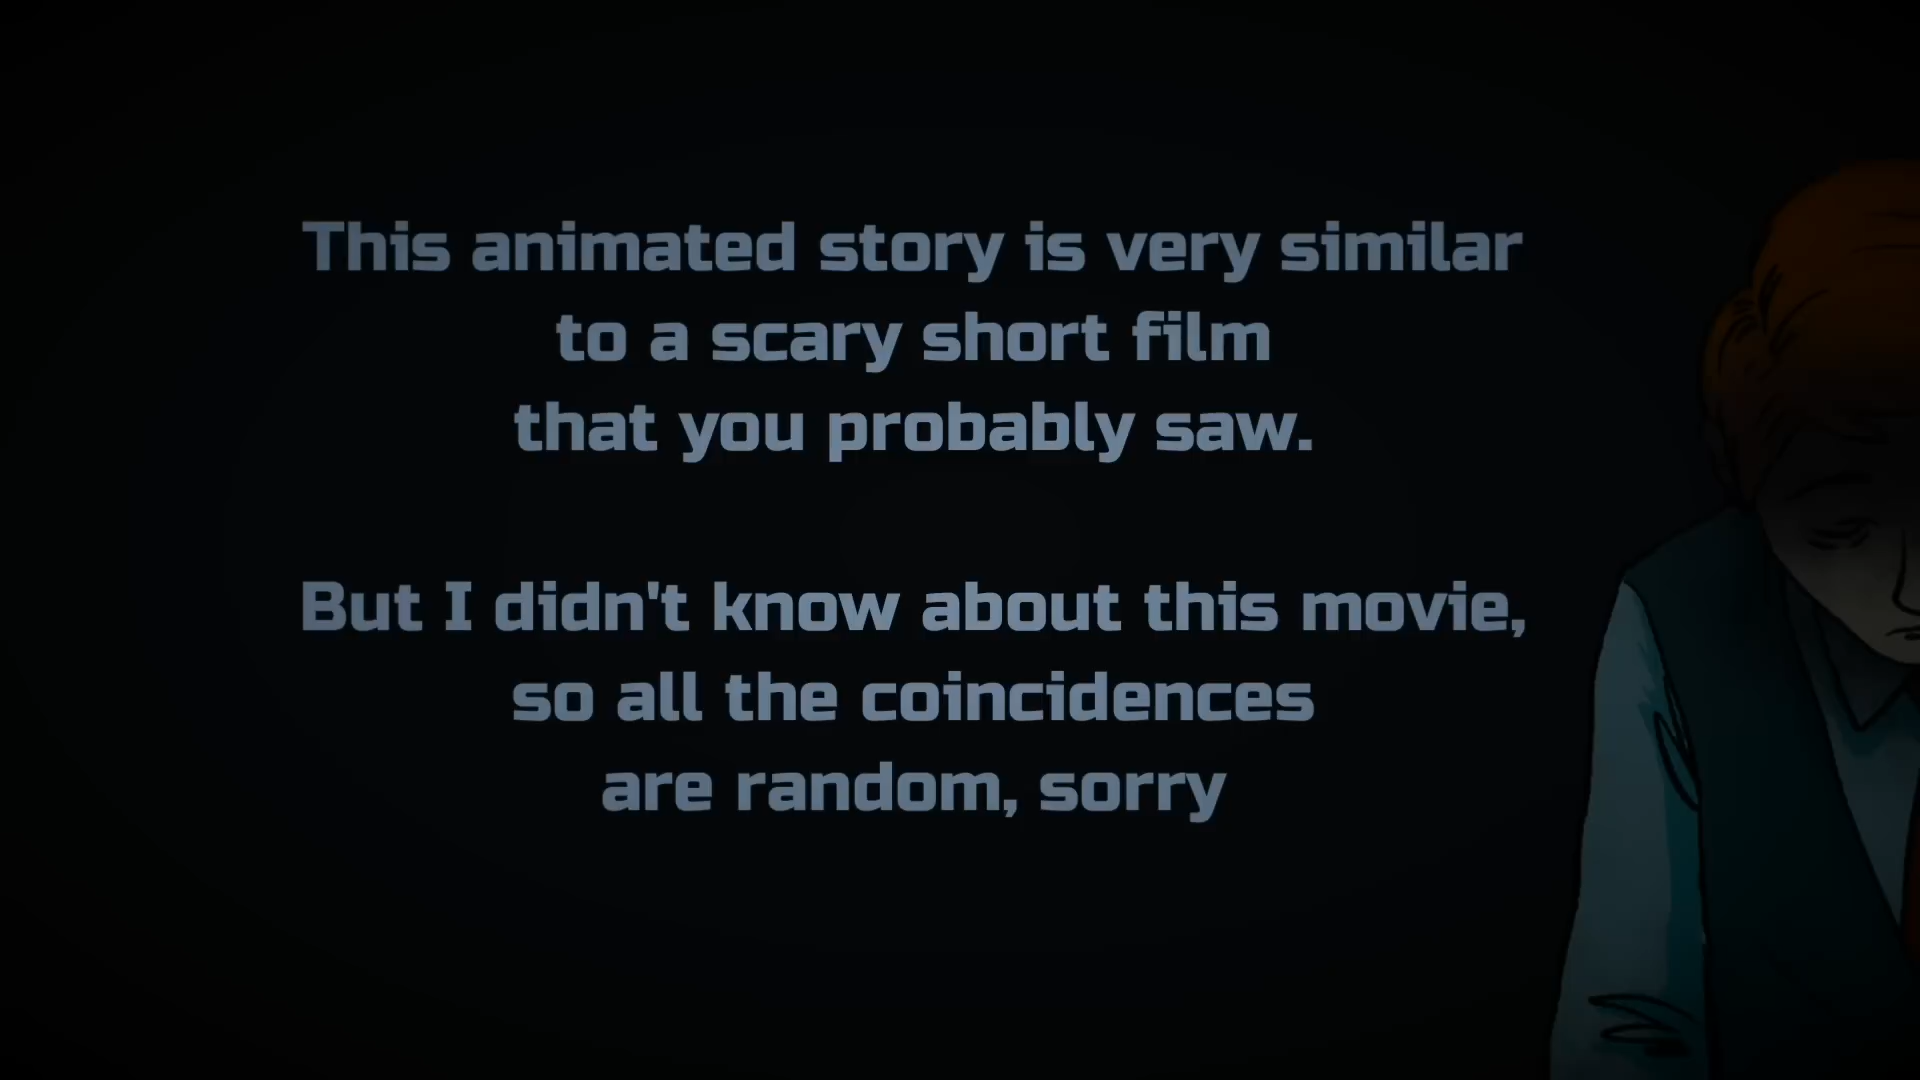 This animated story is very similar
to a scary short film
that you probably saw.
But I didn't know about this movie,
so all the coincidences
are random, sorry